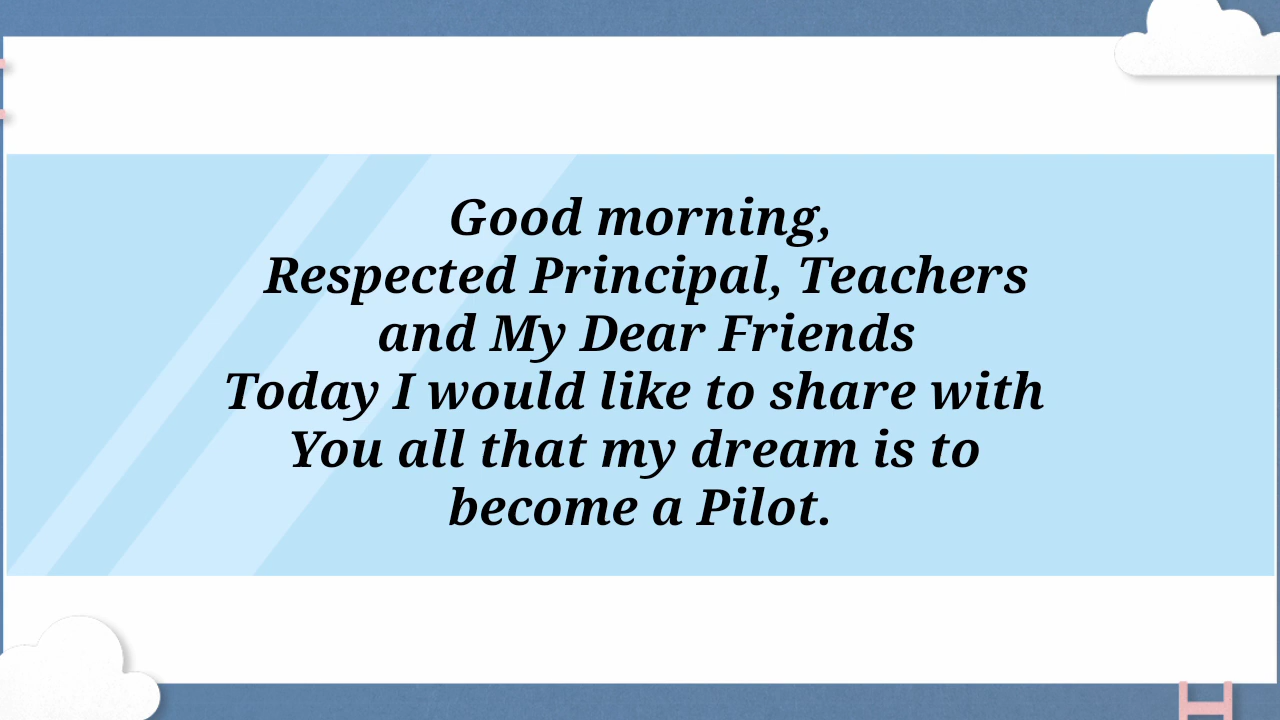 Good morning,
Respected Principal, Teachers
and My Dear Friends
Today I would like to share with
You all that my dream is to
become a Pilot.